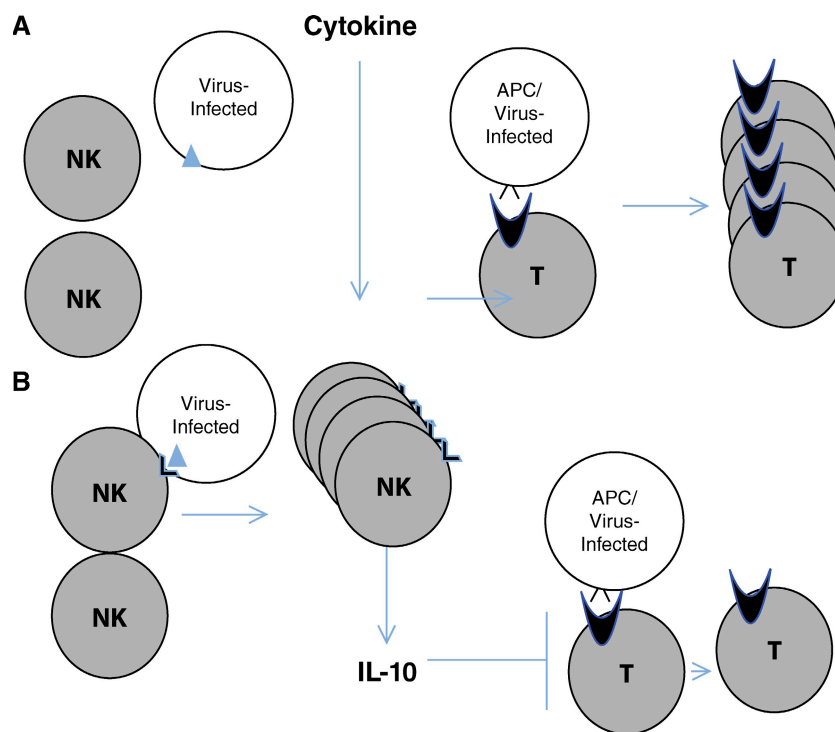 A
Cytokine
Virus-
Infected
APC/
Virus-
Infected
NK
NK
T
T
B
Virus-
Infected
NK
NK
NK
APC/
Virus-
Infected
IL-10
T
T